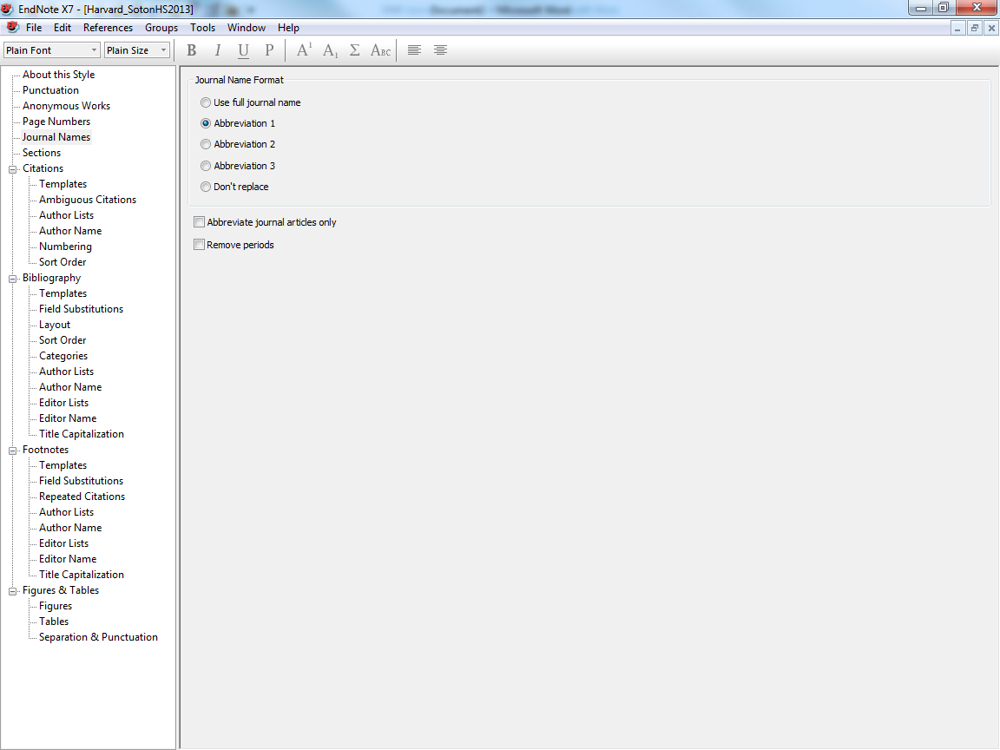 EndNote X7 - [Harvard_SotonHS2013]
File Edit References Groups Tools Window Help
Plain Font Plain Size B I U P A¹ A₁ Σ ABC
About this Style
Punctuation
Anonymous Works
Page Numbers
Journal Names
Sections
Citations
Templates
Ambiguous Citations
Author Lists
Author Name
Numbering
Sort Order
Bibliography
Templates
Field Substitutions
Layout
Sort Order
Categories
Author Lists
Author Name
Editor Lists
Editor Name
Title Capitalization
Footnotes
Templates
Field Substitutions
Repeated Citations
Author Lists
Author Name
Editor Lists
Editor Name
Title Capitalization
Figures & Tables
Figures
Tables
Separation & Punctuation
Journal Name Format
Use full journal name
Abbreviation 1
Abbreviation 2
Abbreviation 3
Don't replace
Abbreviate journal articles only
Remove periods